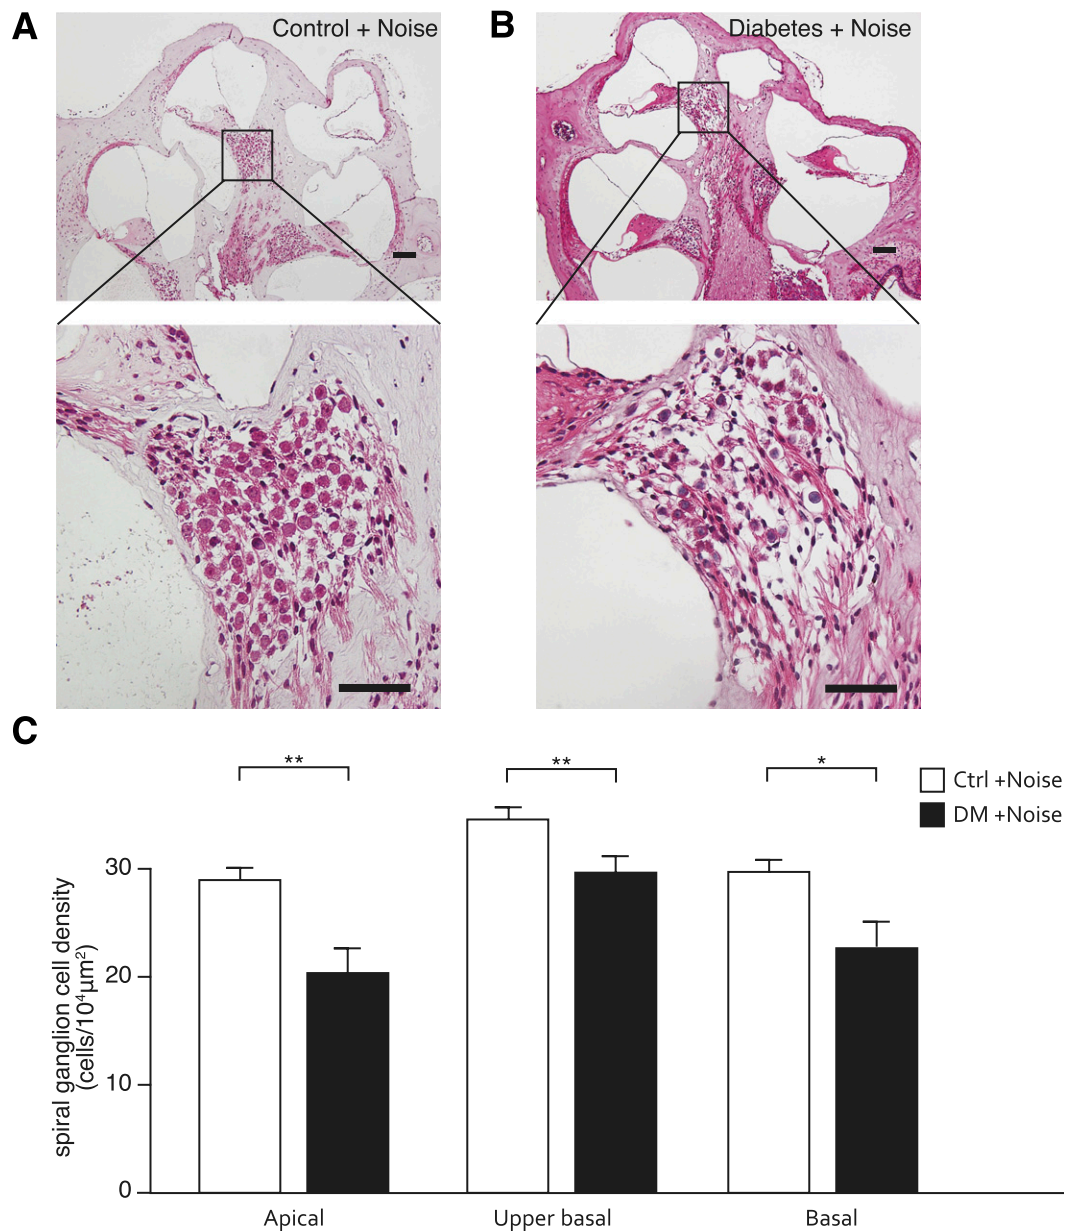 A
Control + Noise
B
Diabetes + Noise
C
**
**
*
Ctrl +Noise
DM +Noise
30
20
10
0
spiral ganglion cell density
(cells/10⁴µm²)
Apical
Upper basal
Basal